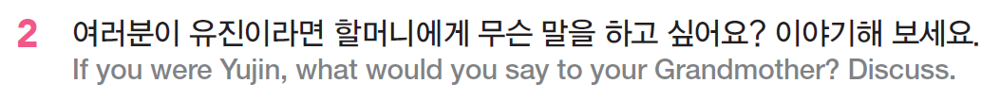 2 여러분이 유진이라면 할머니에게 무슨 말을 하고 싶어요? 이야기해 보세요.
If you were Yujin, what would you say to your Grandmother? Discuss.